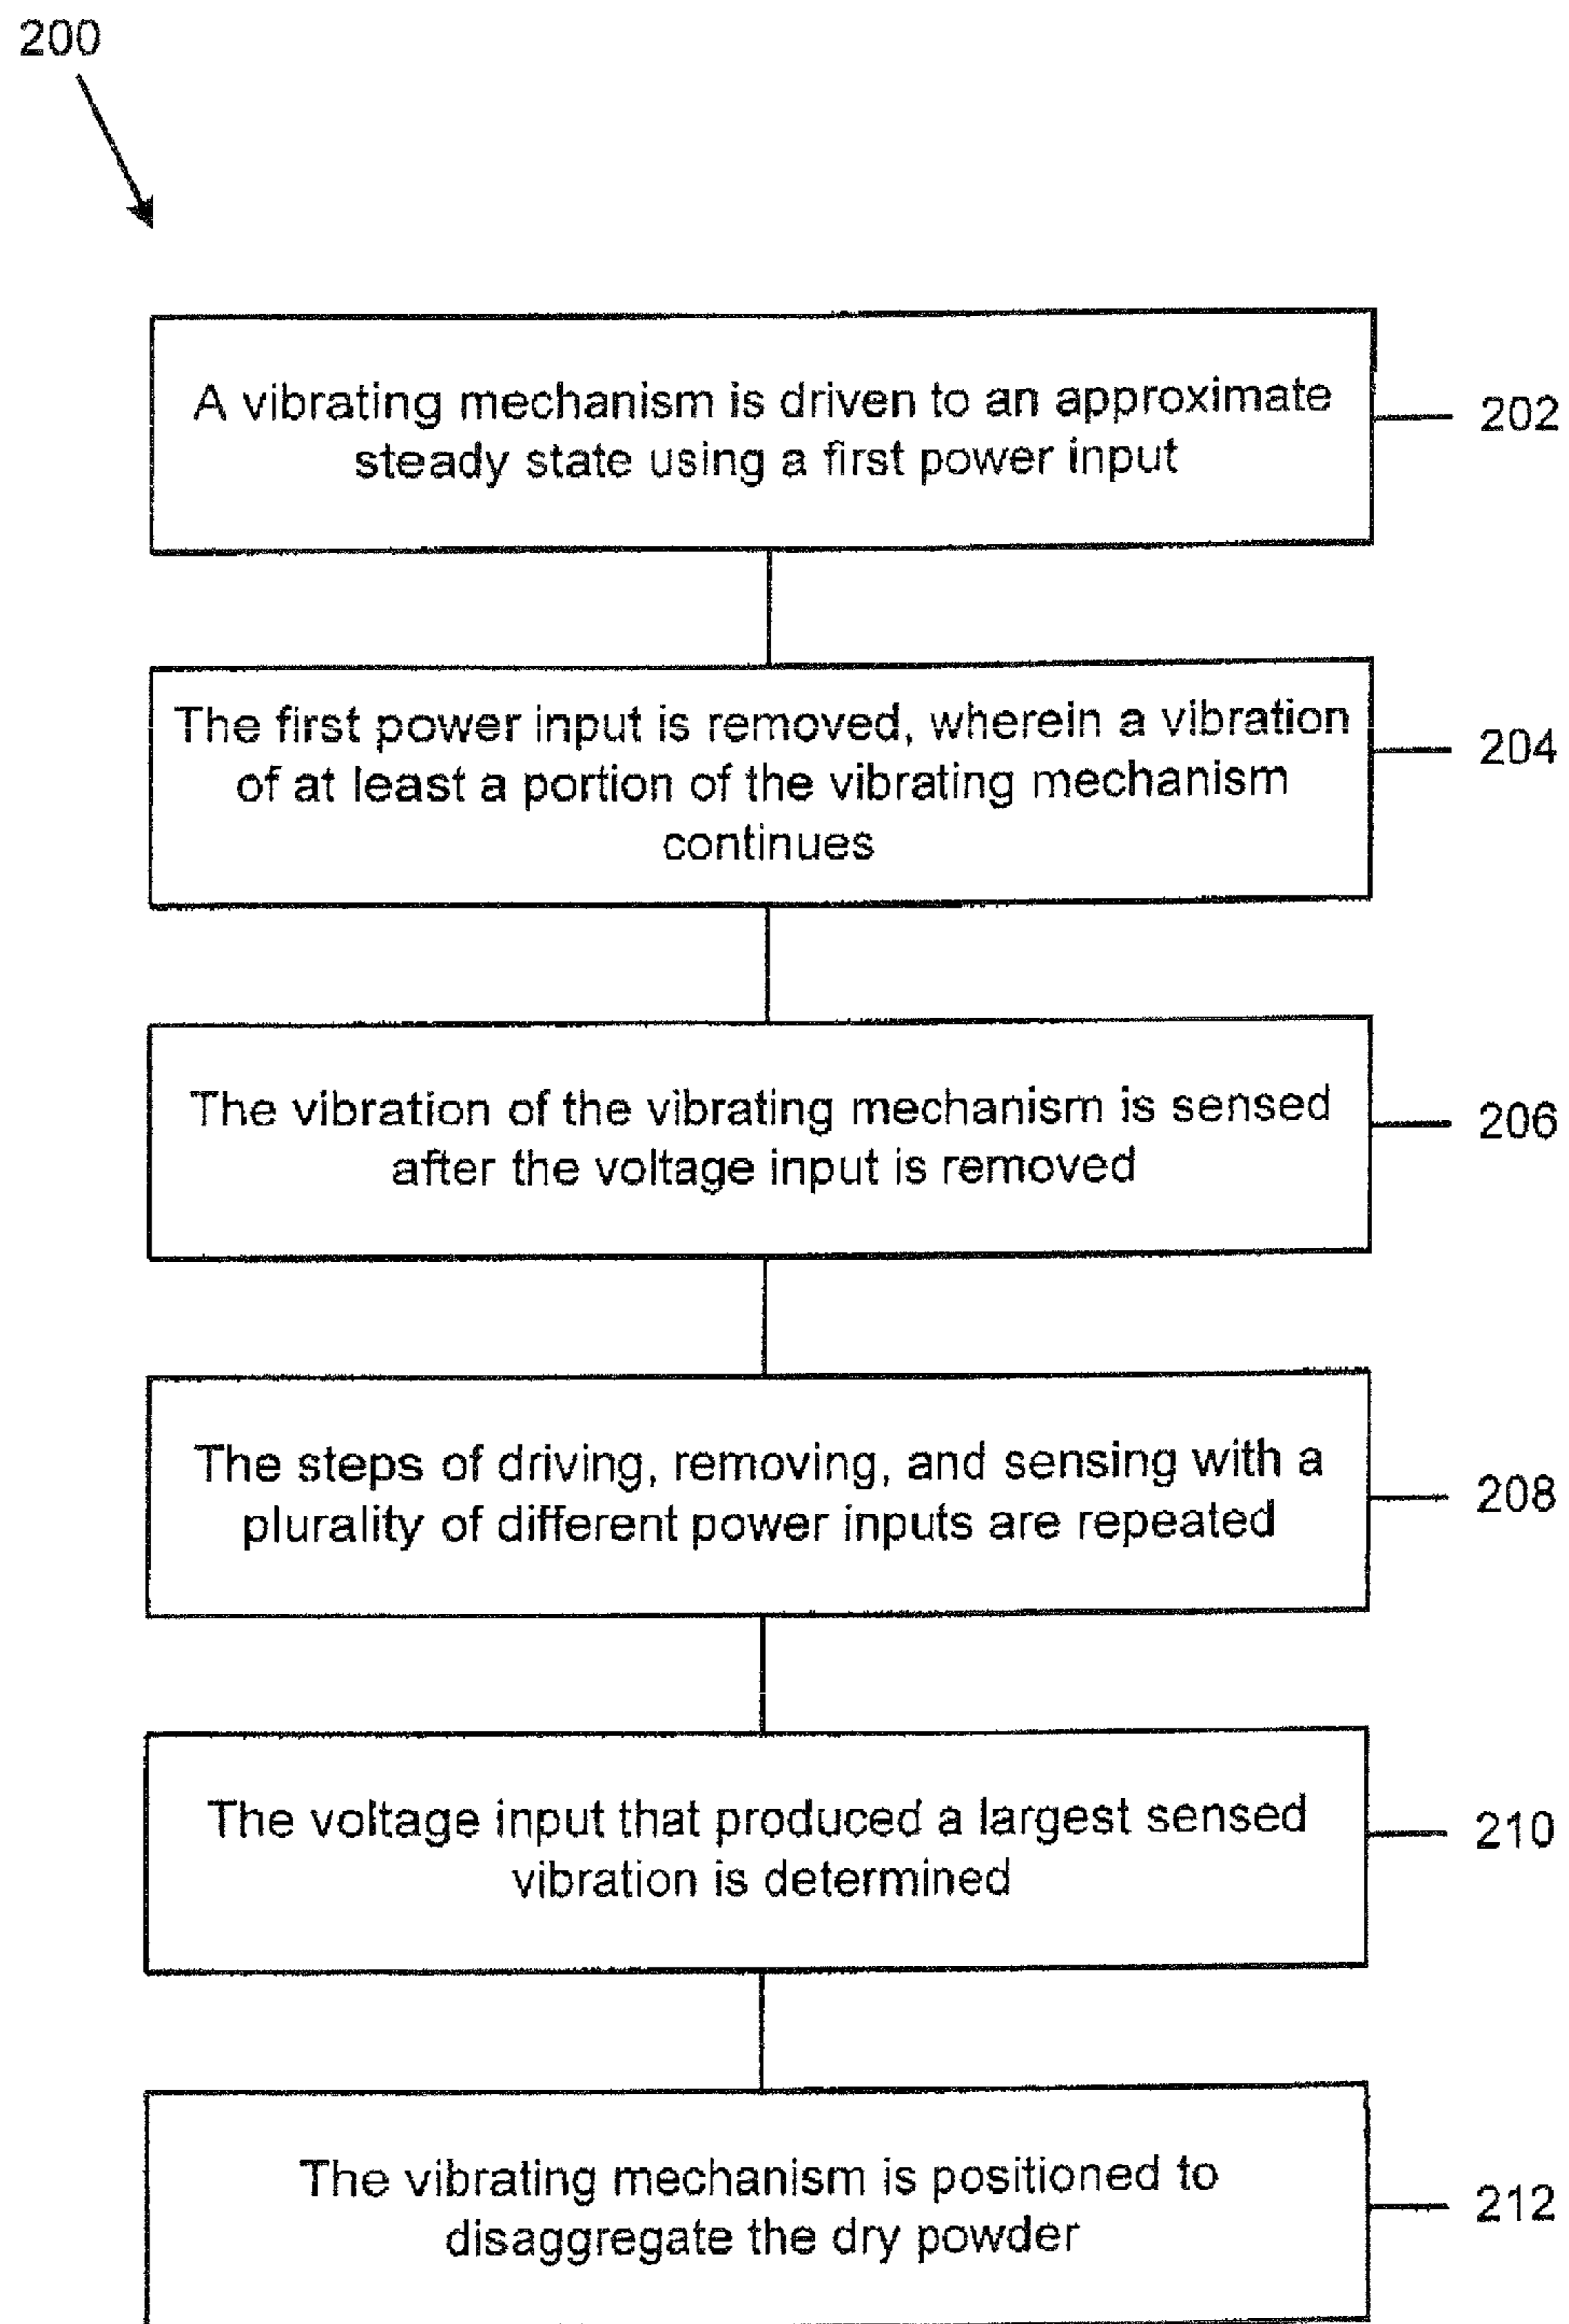 200
A vibrating mechanism is driven to an approximate
steady state using a first power input
202
The first power input is removed, wherein a vibration
of at least a portion of the vibrating mechanism
continues
204
The vibration of the vibrating mechanism is sensed
after the voltage input is removed
206
The steps of driving, removing, and sensing with a
plurality of different power inputs are repeated
208
The voltage input that produced a largest sensed
vibration is determined
210
The vibrating mechanism is positioned to
disaggregate the dry powder
212